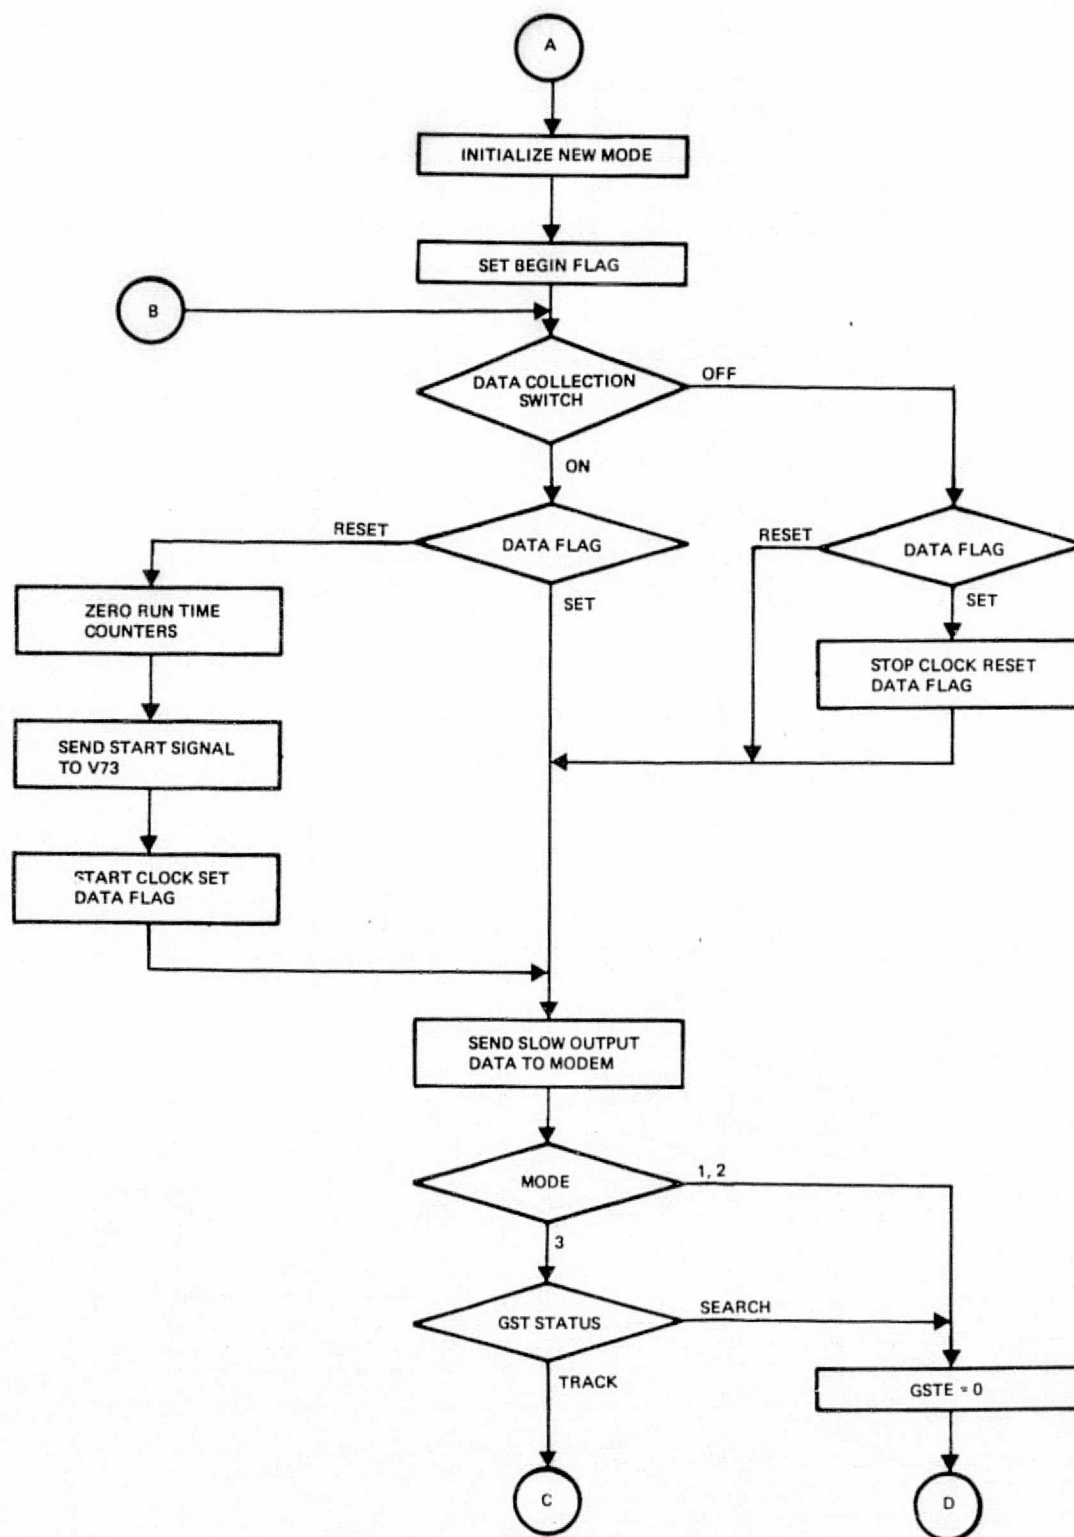 A
INITIALIZE NEW MODE
SET BEGIN FLAG
B
DATA COLLECTION
SWITCH
OFF
ON
RESET
DATA FLAG
SET
RESET
DATA FLAG
SET
ZERO RUN TIME
COUNTERS
STOP CLOCK RESET
DATA FLAG
SEND START SIGNAL
TO V73
START CLOCK SET
DATA FLAG
SEND SLOW OUTPUT
DATA TO MODEM
MODE
1, 2
3
GST STATUS
SEARCH
TRACK
GSTE = 0
C
D